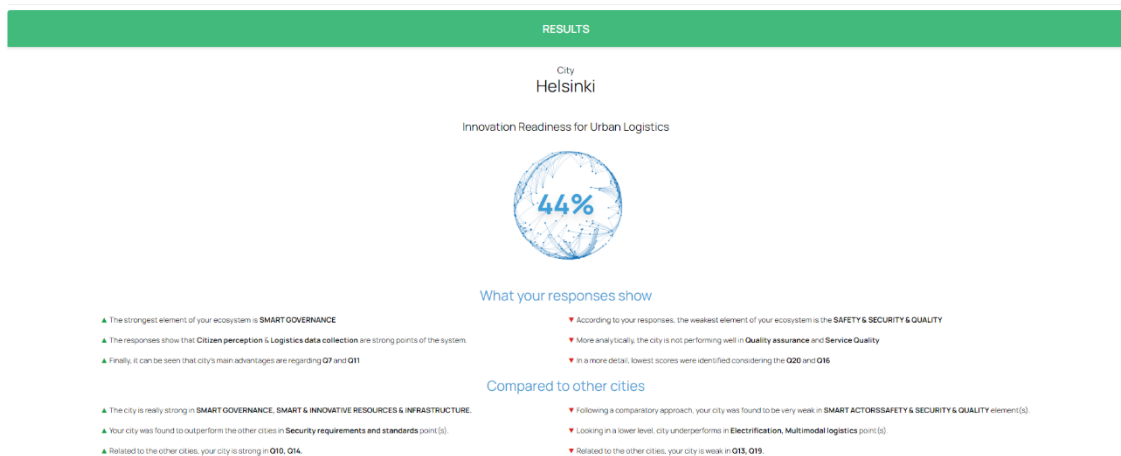 RESULTS
City
Helsinki
Innovation Readiness for Urban Logistics
44%
What your responses show
▲ The strongest element of your ecosystem is SMART GOVERNANCE
▼ According to your responses, the weakest element of your ecosystem is the SAFETY & SECURITY & QUALITY
▲ The responses show that Citizen perception & Logistics data collection are strong points of the system.
▼ More analytically, the city is not performing well in Quality assurance and Service Quality
▲ Finally, it can be seen that city's main advantages are regarding Q7 and Q11
▼ In a more detail, lowest scores were identified considering the Q20 and Q16
Compared to other cities
▲ The city is really strong in SMART GOVERNANCE, SMART & INNOVATIVE RESOURCES & INFRASTRUCTURE.
▼ Following a comparatory approach, your city was found to be very weak in SMART ACTORSSAFETY & SECURITY & QUALITY element(s).
▲ Your city was found to outperform the other cities in Security requirements and standards point(s).
▼ Looking in a lower level, city underperforms in Electrification, Multimodal logistics point(s).
▲ Related to the other cities, your city is strong in Q10, Q14.
▼ Related to the other cities, your city is weak in Q13, Q19.